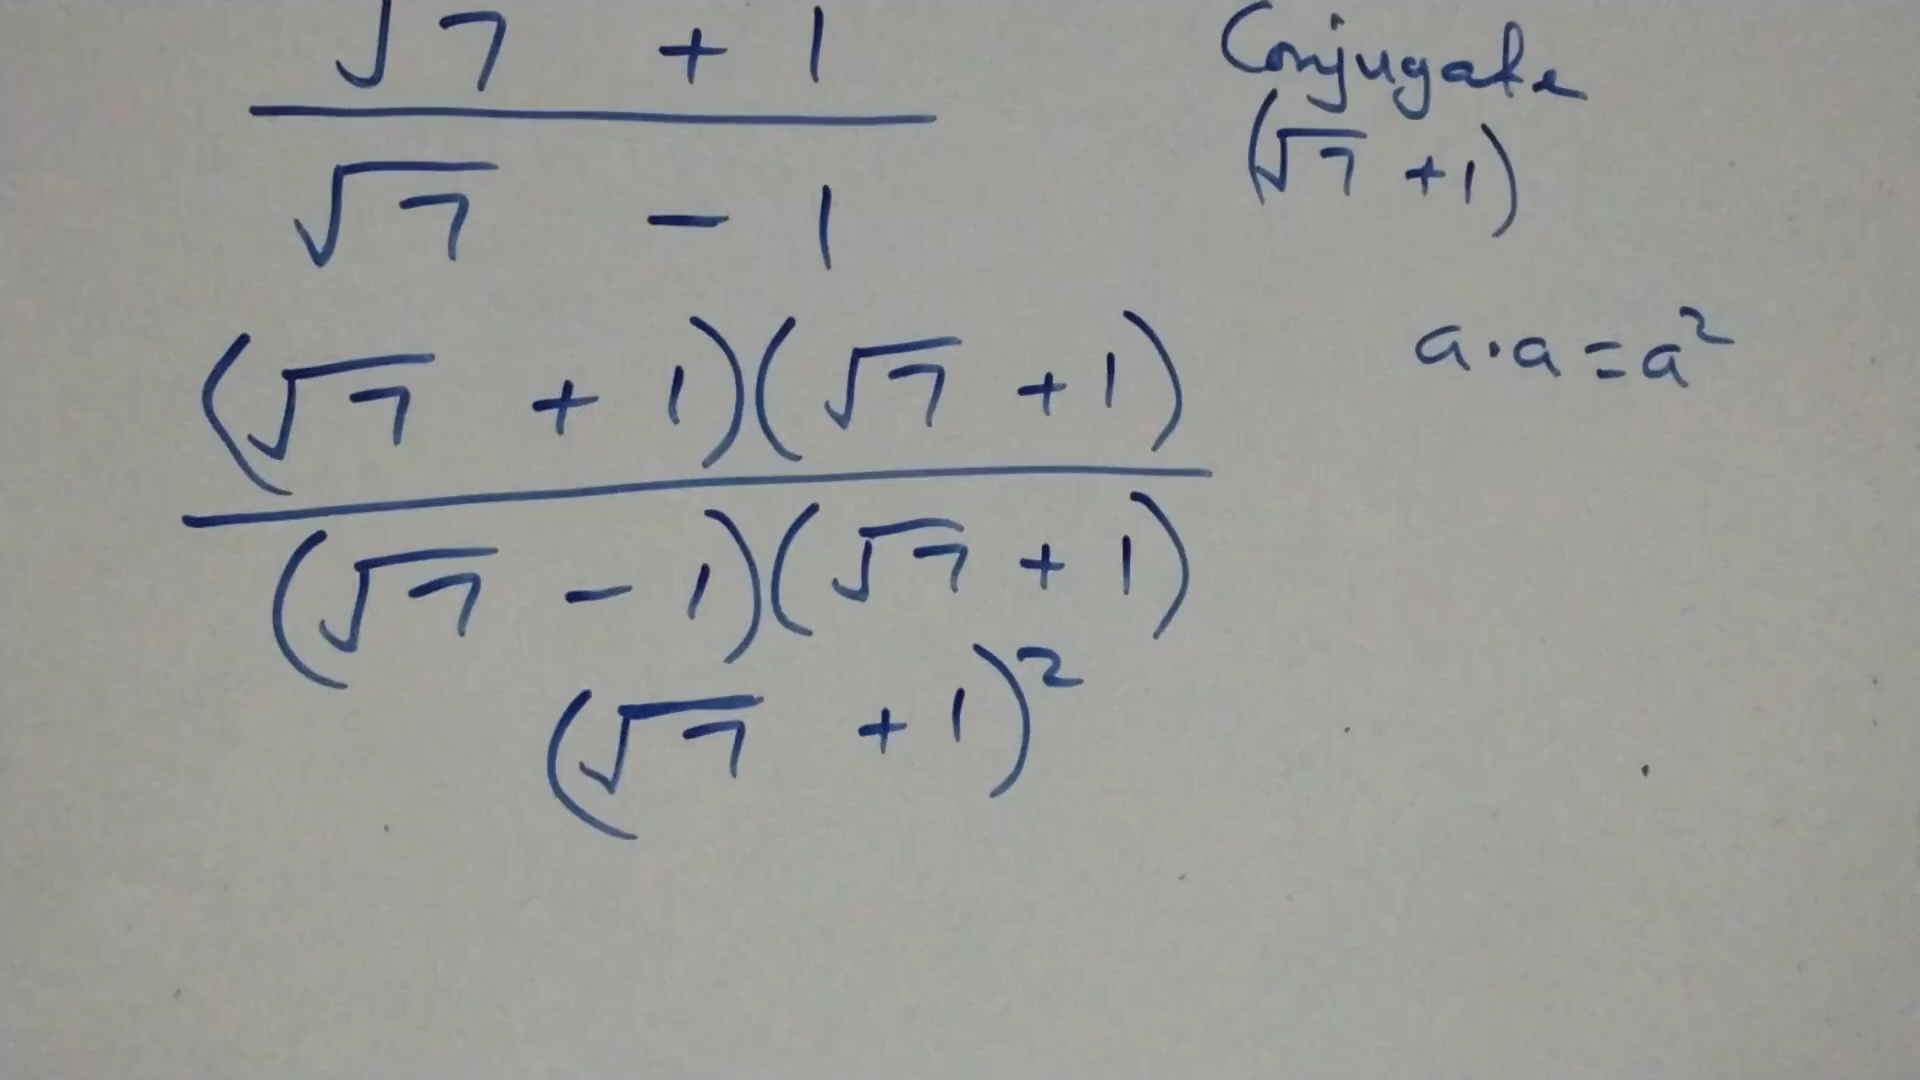 √7 + 1
√7 - 1
Conjugate
(√7 + 1)
(√7 + 1)(√7 + 1)
(√7 - 1)(√7 + 1)
a·a = a²
(√7 + 1)²